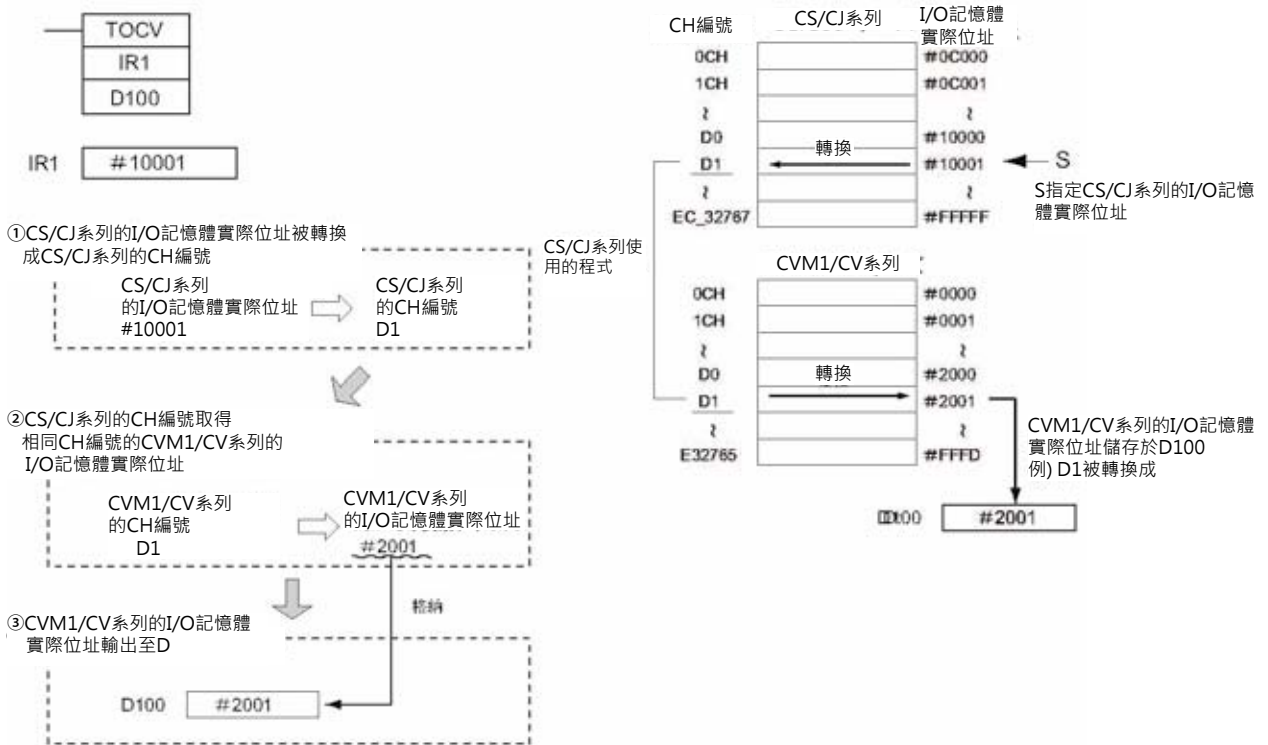 TOCV
IR1
D100
IR1 #10001
①CS/CJ系列的I/O記憶體實際位址被轉換
成CS/CJ系列的CH編號
CS/CJ系列
的I/O記憶體實際位址
#10001
CS/CJ系列
的CH編號
D1
②CS/CJ系列的CH編號取得
相同CH編號的CVM1/CV系列的
I/O記憶體實際位址
CVM1/CV系列
的CH編號
D1
CVM1/CV系列
的I/O記憶體實際位址
#2001
格納
③CVM1/CV系列的I/O記憶體
實際位址輸出至D
D100 #2001
CH編號
CS/CJ系列
I/O記憶體
實際位址
0CH #0C000
1CH #0C001
≀ ≀
D0 #10000
D1 轉換 #10001 S
≀ ≀
EC_32767 #FFFFF
S指定CS/CJ系列的I/O記憶
體實際位址
CS/CJ系列使
用的程式
CVM1/CV系列
0CH #0000
1CH #0001
≀ ≀
D0 轉換 #2000
D1 #2001
≀ ≀
E32765 #FFFD
CVM1/CV系列的I/O記憶體
實際位址儲存於D100
例) D1被轉換成
#2001